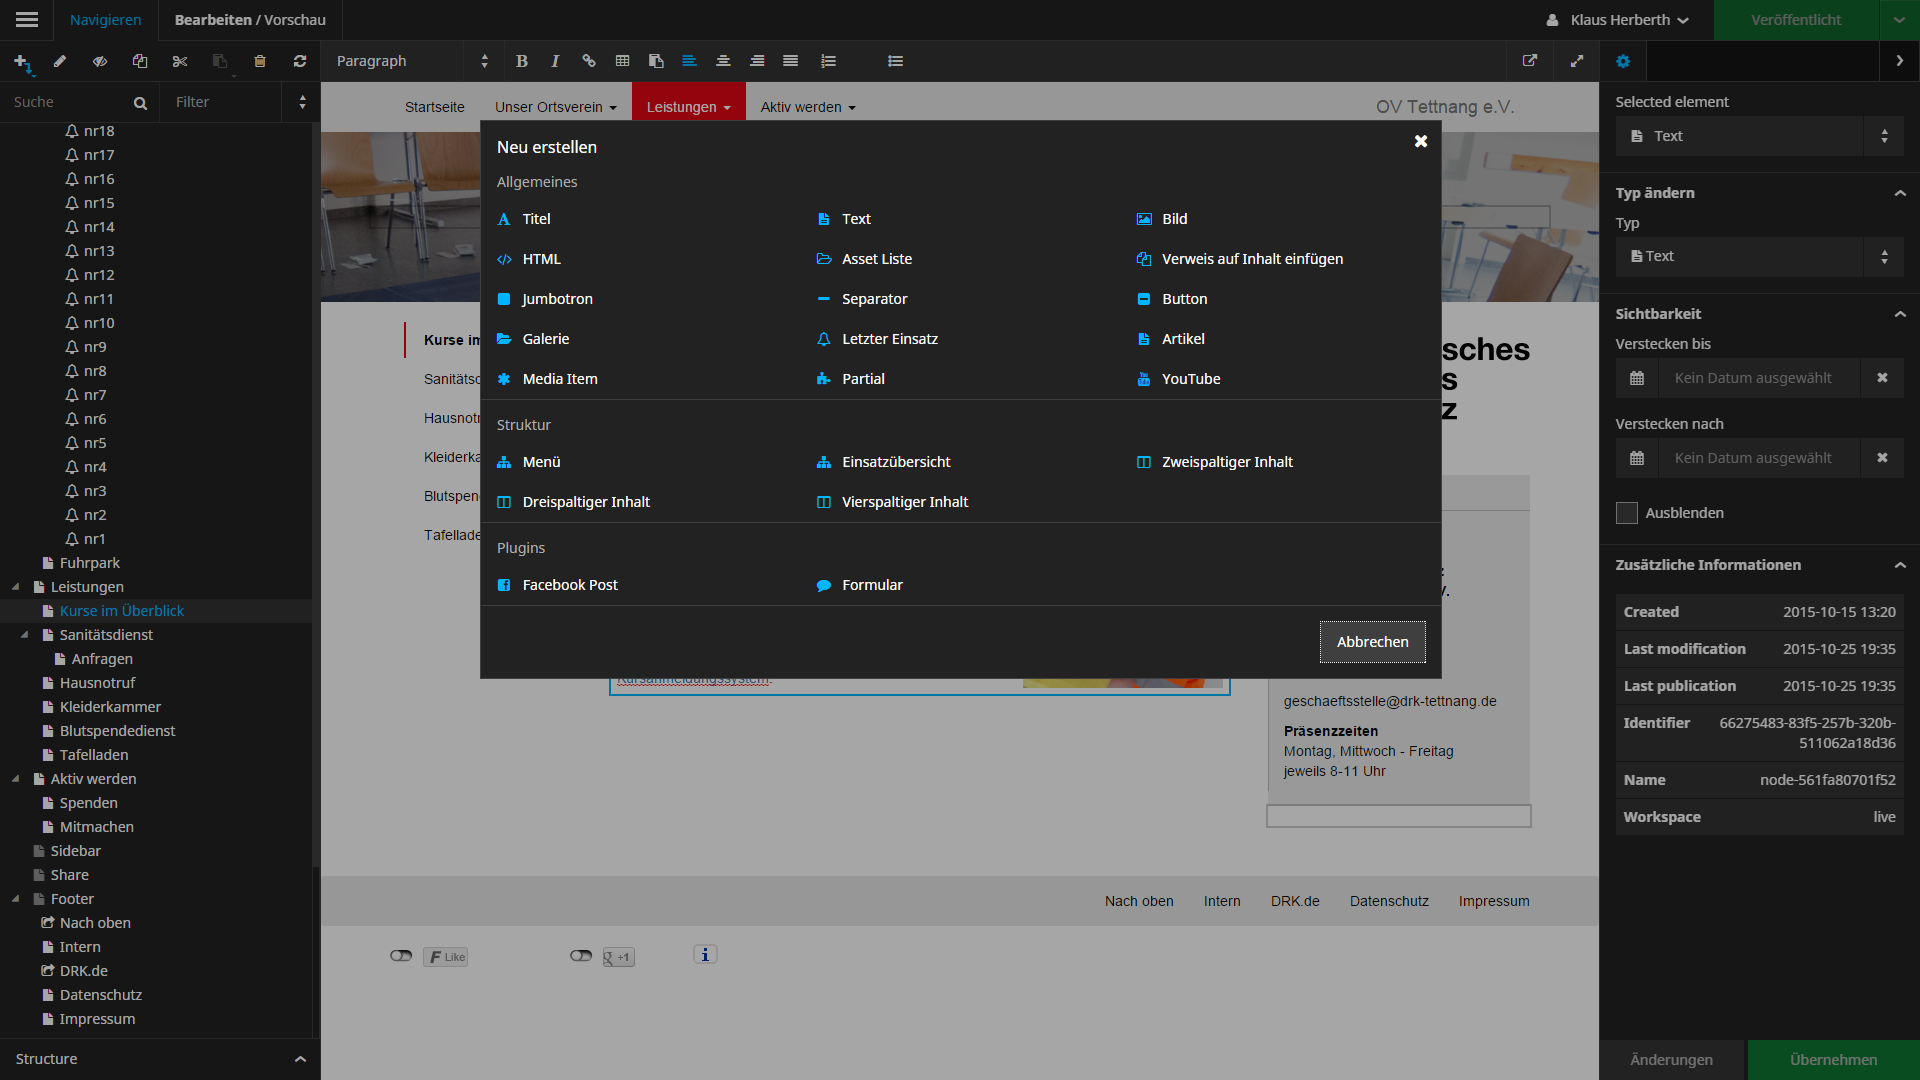 Navigieren
Bearbeiten / Vorschau
Klaus Herberth
Veröffentlicht
Paragraph
Suche
Filter
nr18
nr17
nr16
nr15
nr14
nr13
nr12
nr11
nr10
nr9
nr8
nr7
nr6
nr5
nr4
nr3
nr2
nr1
Fuhrpark
Leistungen
Kurse im Überblick
Sanitätsdienst
Anfragen
Hausnotruf
Kleiderkammer
Blutspendedienst
Tafelladen
Aktiv werden
Spenden
Mitmachen
Sidebar
Share
Footer
Nach oben
Intern
DRK.de
Datenschutz
Impressum
Structure
Startseite
Unser Ortsverein
Leistungen
Aktiv werden
OV Tettnang e.V.
Kurse im
Sanitätsd
Hausnotr
Kleiderka
Blutspen
Tafellade
sches
s
z
Neu erstellen
Allgemeines
Titel
Text
Bild
HTML
Asset Liste
Verweis auf Inhalt einfügen
Jumbotron
Separator
Button
Galerie
Letzter Einsatz
Artikel
Media Item
Partial
YouTube
Struktur
Menü
Einsatzübersicht
Zweispaltiger Inhalt
Dreispaltiger Inhalt
Vierspaltiger Inhalt
Plugins
Facebook Post
Formular
Abbrechen
Kursanmeldungssystem.
geschaeftsstelle@drk-tettnang.de
Präsenzzeiten
Montag, Mittwoch - Freitag
jeweils 8-11 Uhr
Nach oben
Intern
DRK.de
Datenschutz
Impressum
Like
+1
Selected element
Text
Typ ändern
Typ
Text
Sichtbarkeit
Verstecken bis
Kein Datum ausgewählt
Verstecken nach
Kein Datum ausgewählt
Ausblenden
Zusätzliche Informationen
Created 2015-10-15 13:20
Last modification 2015-10-25 19:35
Last publication 2015-10-25 19:35
Identifier 66275483-83f5-257b-320b-
511062a18d36
Name node-561fa80701f52
Workspace live
Änderungen
Übernehmen